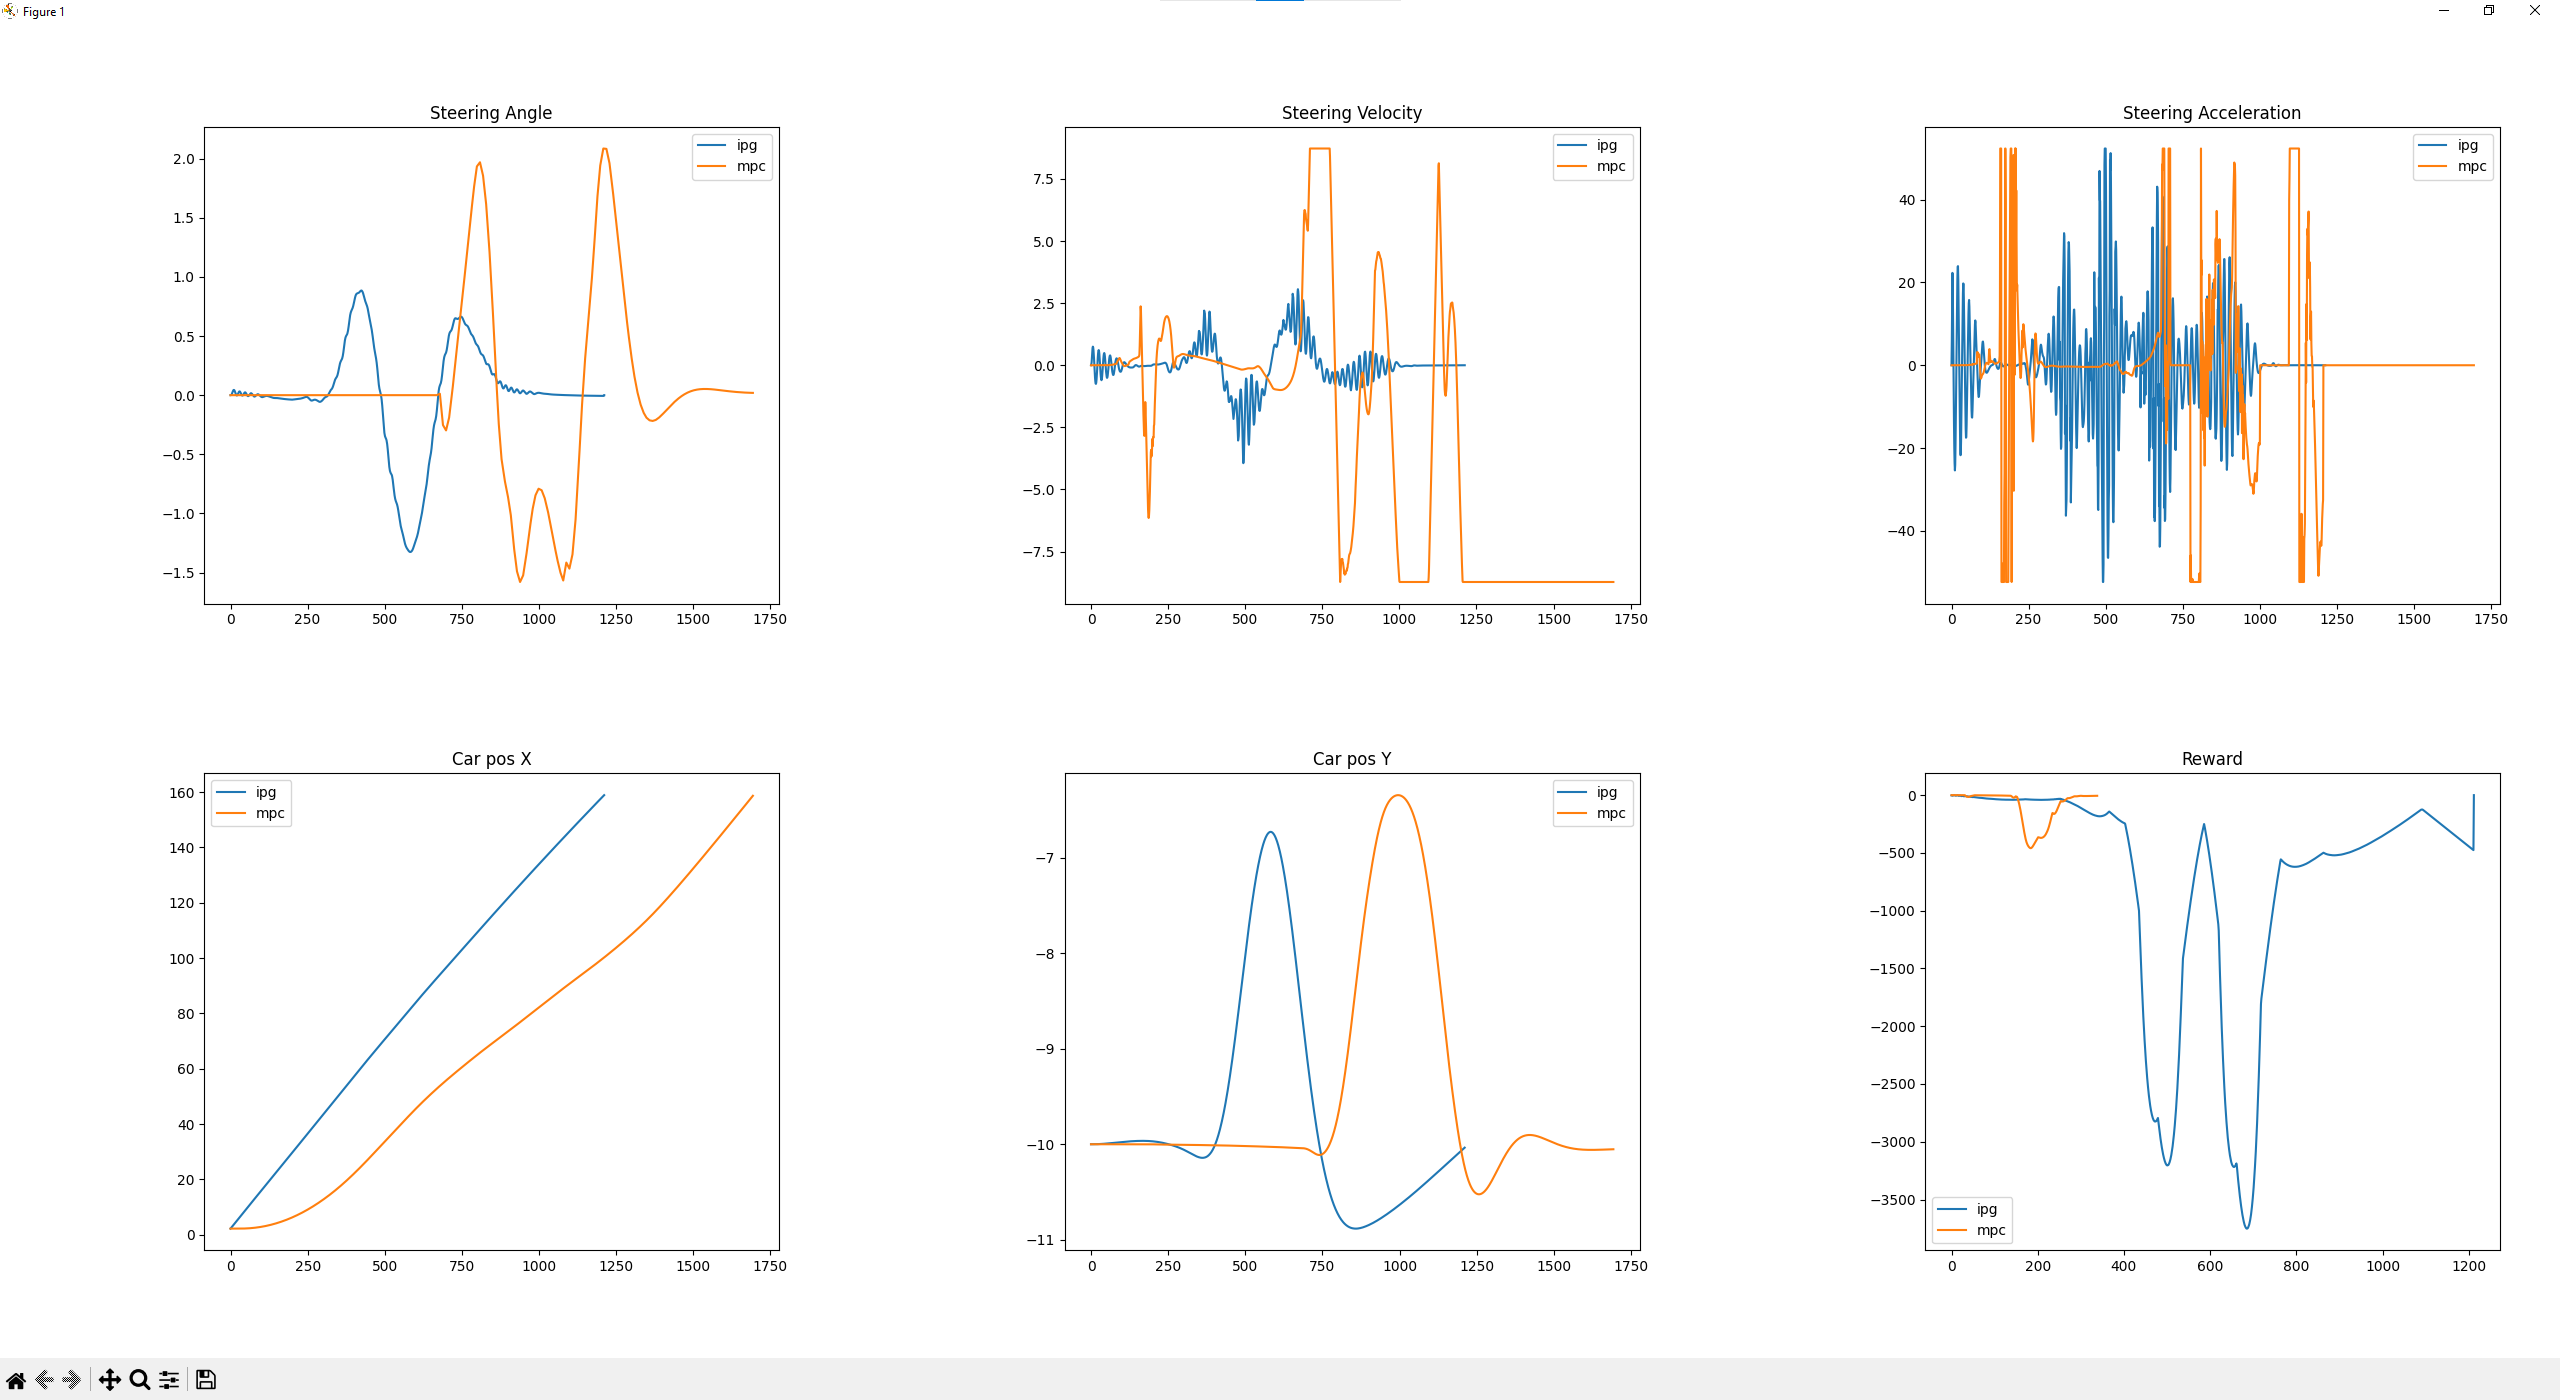 Figure 1
Steering Angle
ipg
mpc
2.0
1.5
1.0
0.5
0.0
−0.5
−1.0
−1.5
0 250 500 750 1000 1250 1500 1750
Steering Velocity
ipg
mpc
7.5
5.0
2.5
0.0
−2.5
−5.0
−7.5
0 250 500 750 1000 1250 1500 1750
Steering Acceleration
ipg
mpc
40
20
0
−20
−40
0 250 500 750 1000 1250 1500 1750
Car pos X
ipg
mpc
160
140
120
100
80
60
40
20
0
0 250 500 750 1000 1250 1500 1750
Car pos Y
ipg
mpc
−7
−8
−9
−10
−11
0 250 500 750 1000 1250 1500 1750
Reward
0
−500
−1000
−1500
−2000
−2500
−3000
−3500
ipg
mpc
0 200 400 600 800 1000 1200